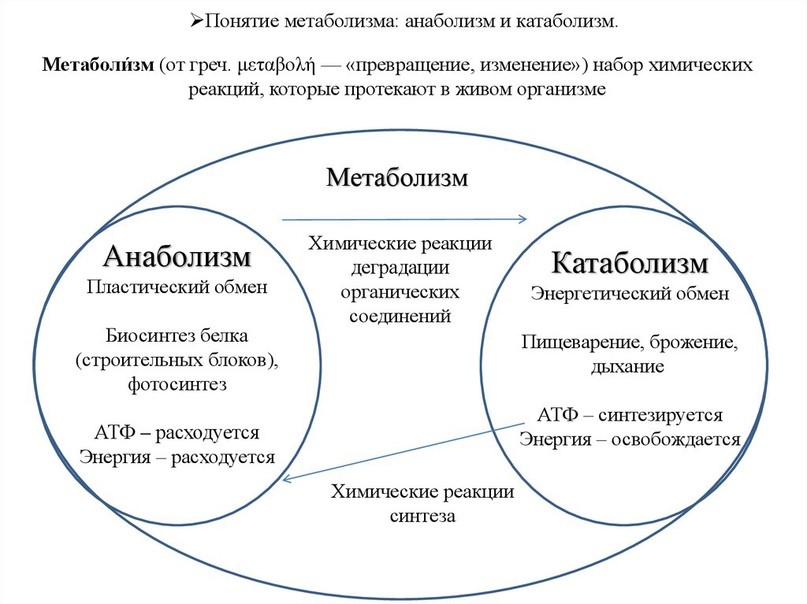 ➢Понятие метаболизма: анаболизм и катаболизм.
Метаболи́зм (от греч. μεταβολή — «превращение, изменение») набор химических
реакций, которые протекают в живом организме
Метаболизм
Анаболизм
Пластический обмен
Биосинтез белка
(строительных блоков),
фотосинтез
АТФ – расходуется
Энергия – расходуется
Химические реакции
деградации
органических
соединений
Катаболизм
Энергетический обмен
Пищеварение, брожение,
дыхание
АТФ – синтезируется
Энергия – освобождается
Химические реакции
синтеза